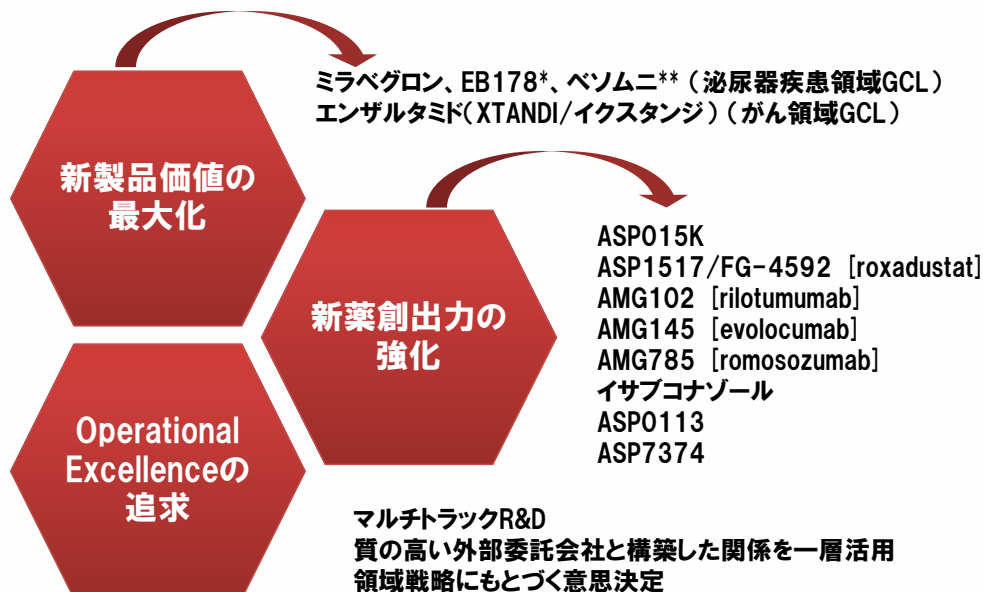 ミラベグロン、EB178*、ベソムニ** (泌尿器疾患領域GCL)
エンザルタミド(XTANDI/イクスタンジ) (がん領域GCL)
新製品価値の
最大化
新薬創出力の
強化
ASP015K
ASP1517/FG-4592 [roxadustat]
AMG102 [rilotumumab]
AMG145 [evolocumab]
AMG785 [romosozumab]
イサブコナゾール
ASP0113
ASP7374
Operational
Excellenceの
追求
マルチトラックR&D
質の高い外部委託会社と構築した関係を一層活用
領域戦略にもとづく意思決定